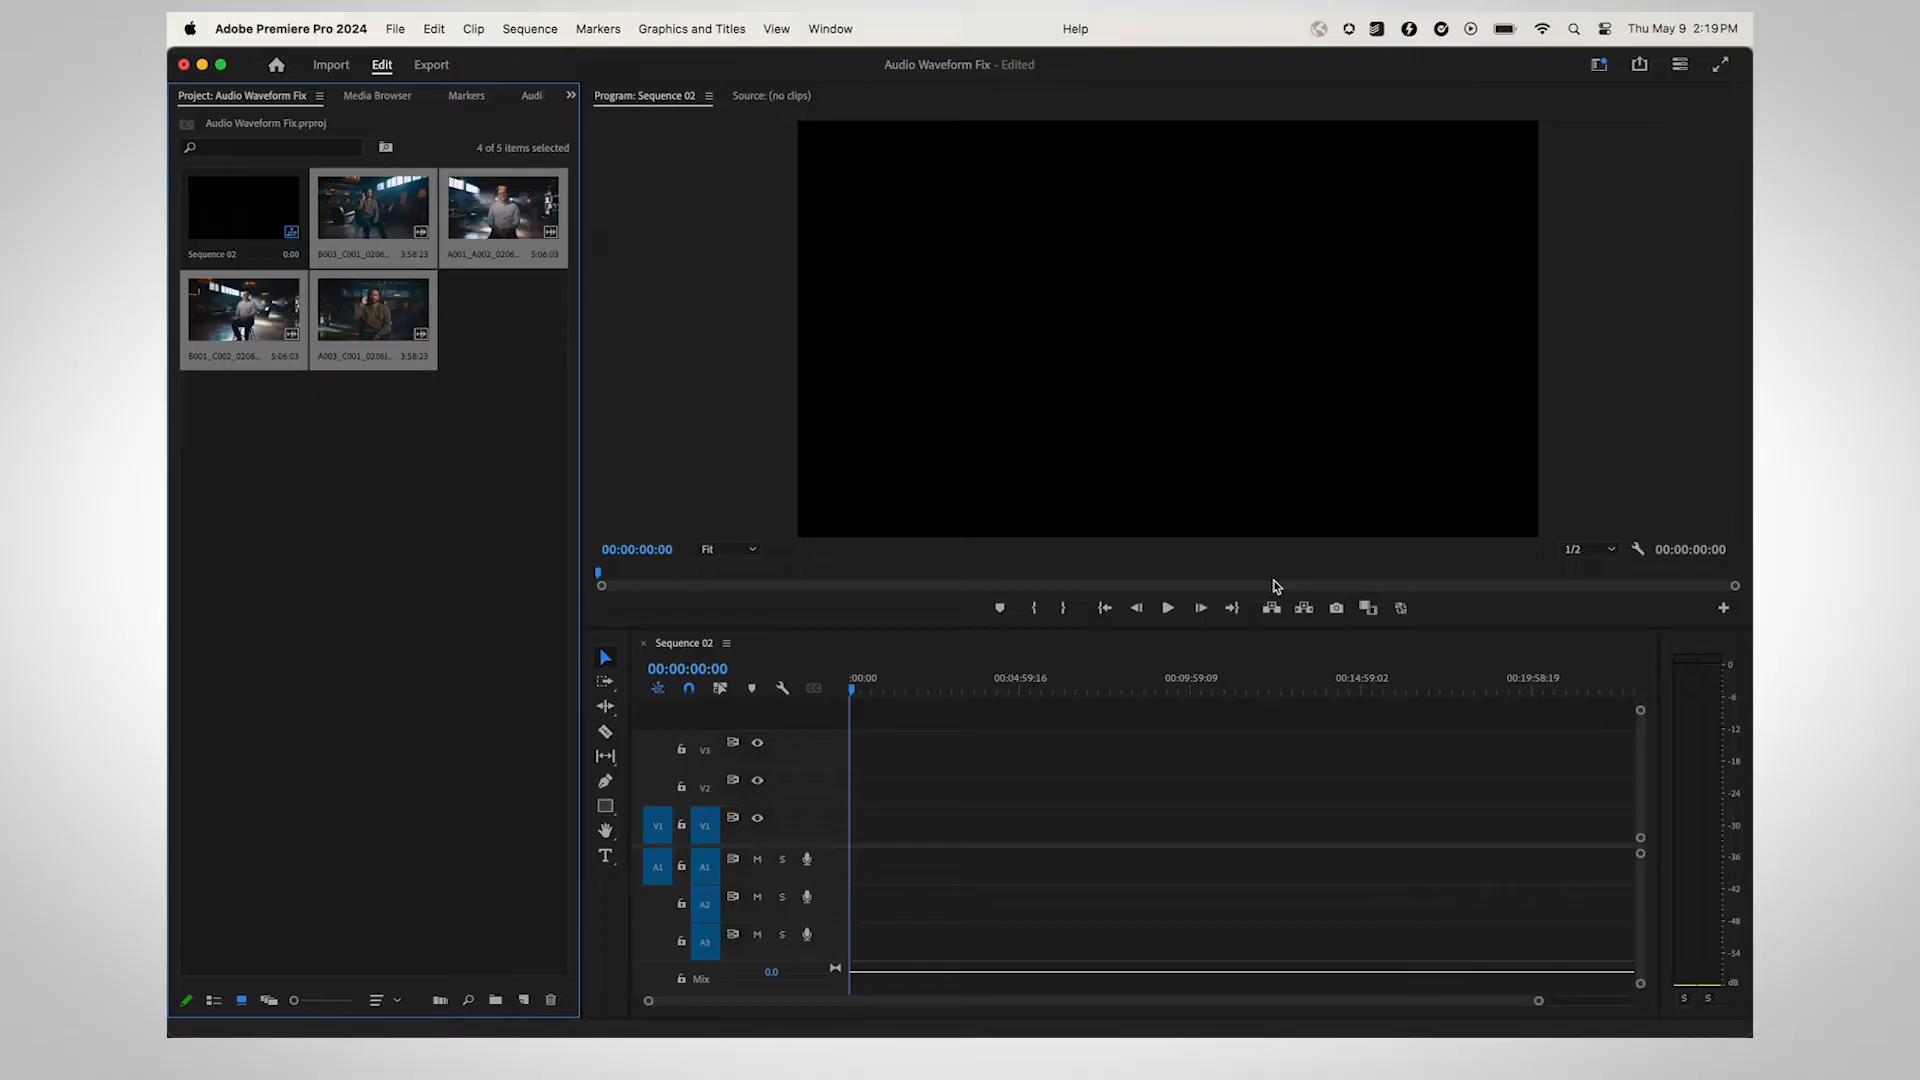 Adobe Premiere Pro 2024 File Edit Clip Sequence Markers Graphics and Titles View Window Help Thu May 9 2:19 PM
Import Edit Export Audio Waveform Fix - Edited
Project: Audio Waveform Fix Media Browser Markers Audi
Program: Sequence 02 Source: (no clips)
Audio Waveform Fix.prproj
4 of 5 items selected
Sequence 02 0:00
B003_C001_0206... 3:58:23
A001_A002_0206... 5:06:03
B001_C002_0206... 5:06:03
A003_C001_0206J... 3:58:23
00:00:00:00 Fit 1/2 00:00:00:00
Sequence 02
00:00:00:00
:00:00 00:04:59:16 00:09:59:09 00:14:59:02 00:19:58:19
V3
V2
V1 V1
A1 A1 M S
A2 M S
A3 M S
Mix 0.0
0
-6
-12
-18
-24
-30
-36
-42
-48
-54
dB
S S